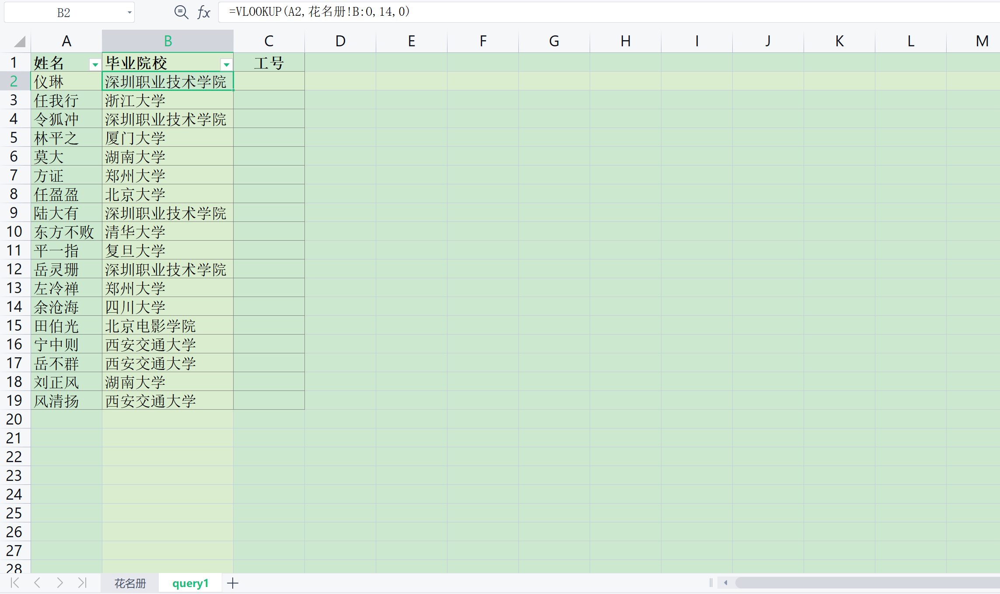 B2 =VLOOKUP(A2,花名册!B:O,14,0)
A B C D E F G H I J K L M
1 姓名 毕业院校 工号
2 仪琳 深圳职业技术学院
3 任我行 浙江大学
4 令狐冲 深圳职业技术学院
5 林平之 厦门大学
6 莫大 湖南大学
7 方证 郑州大学
8 任盈盈 北京大学
9 陆大有 深圳职业技术学院
10 东方不败 清华大学
11 平一指 复旦大学
12 岳灵珊 深圳职业技术学院
13 左冷禅 郑州大学
14 余沧海 四川大学
15 田伯光 北京电影学院
16 宁中则 西安交通大学
17 岳不群 西安交通大学
18 刘正风 湖南大学
19 风清扬 西安交通大学
20
21
22
23
24
25
26
27
28
花名册 query1